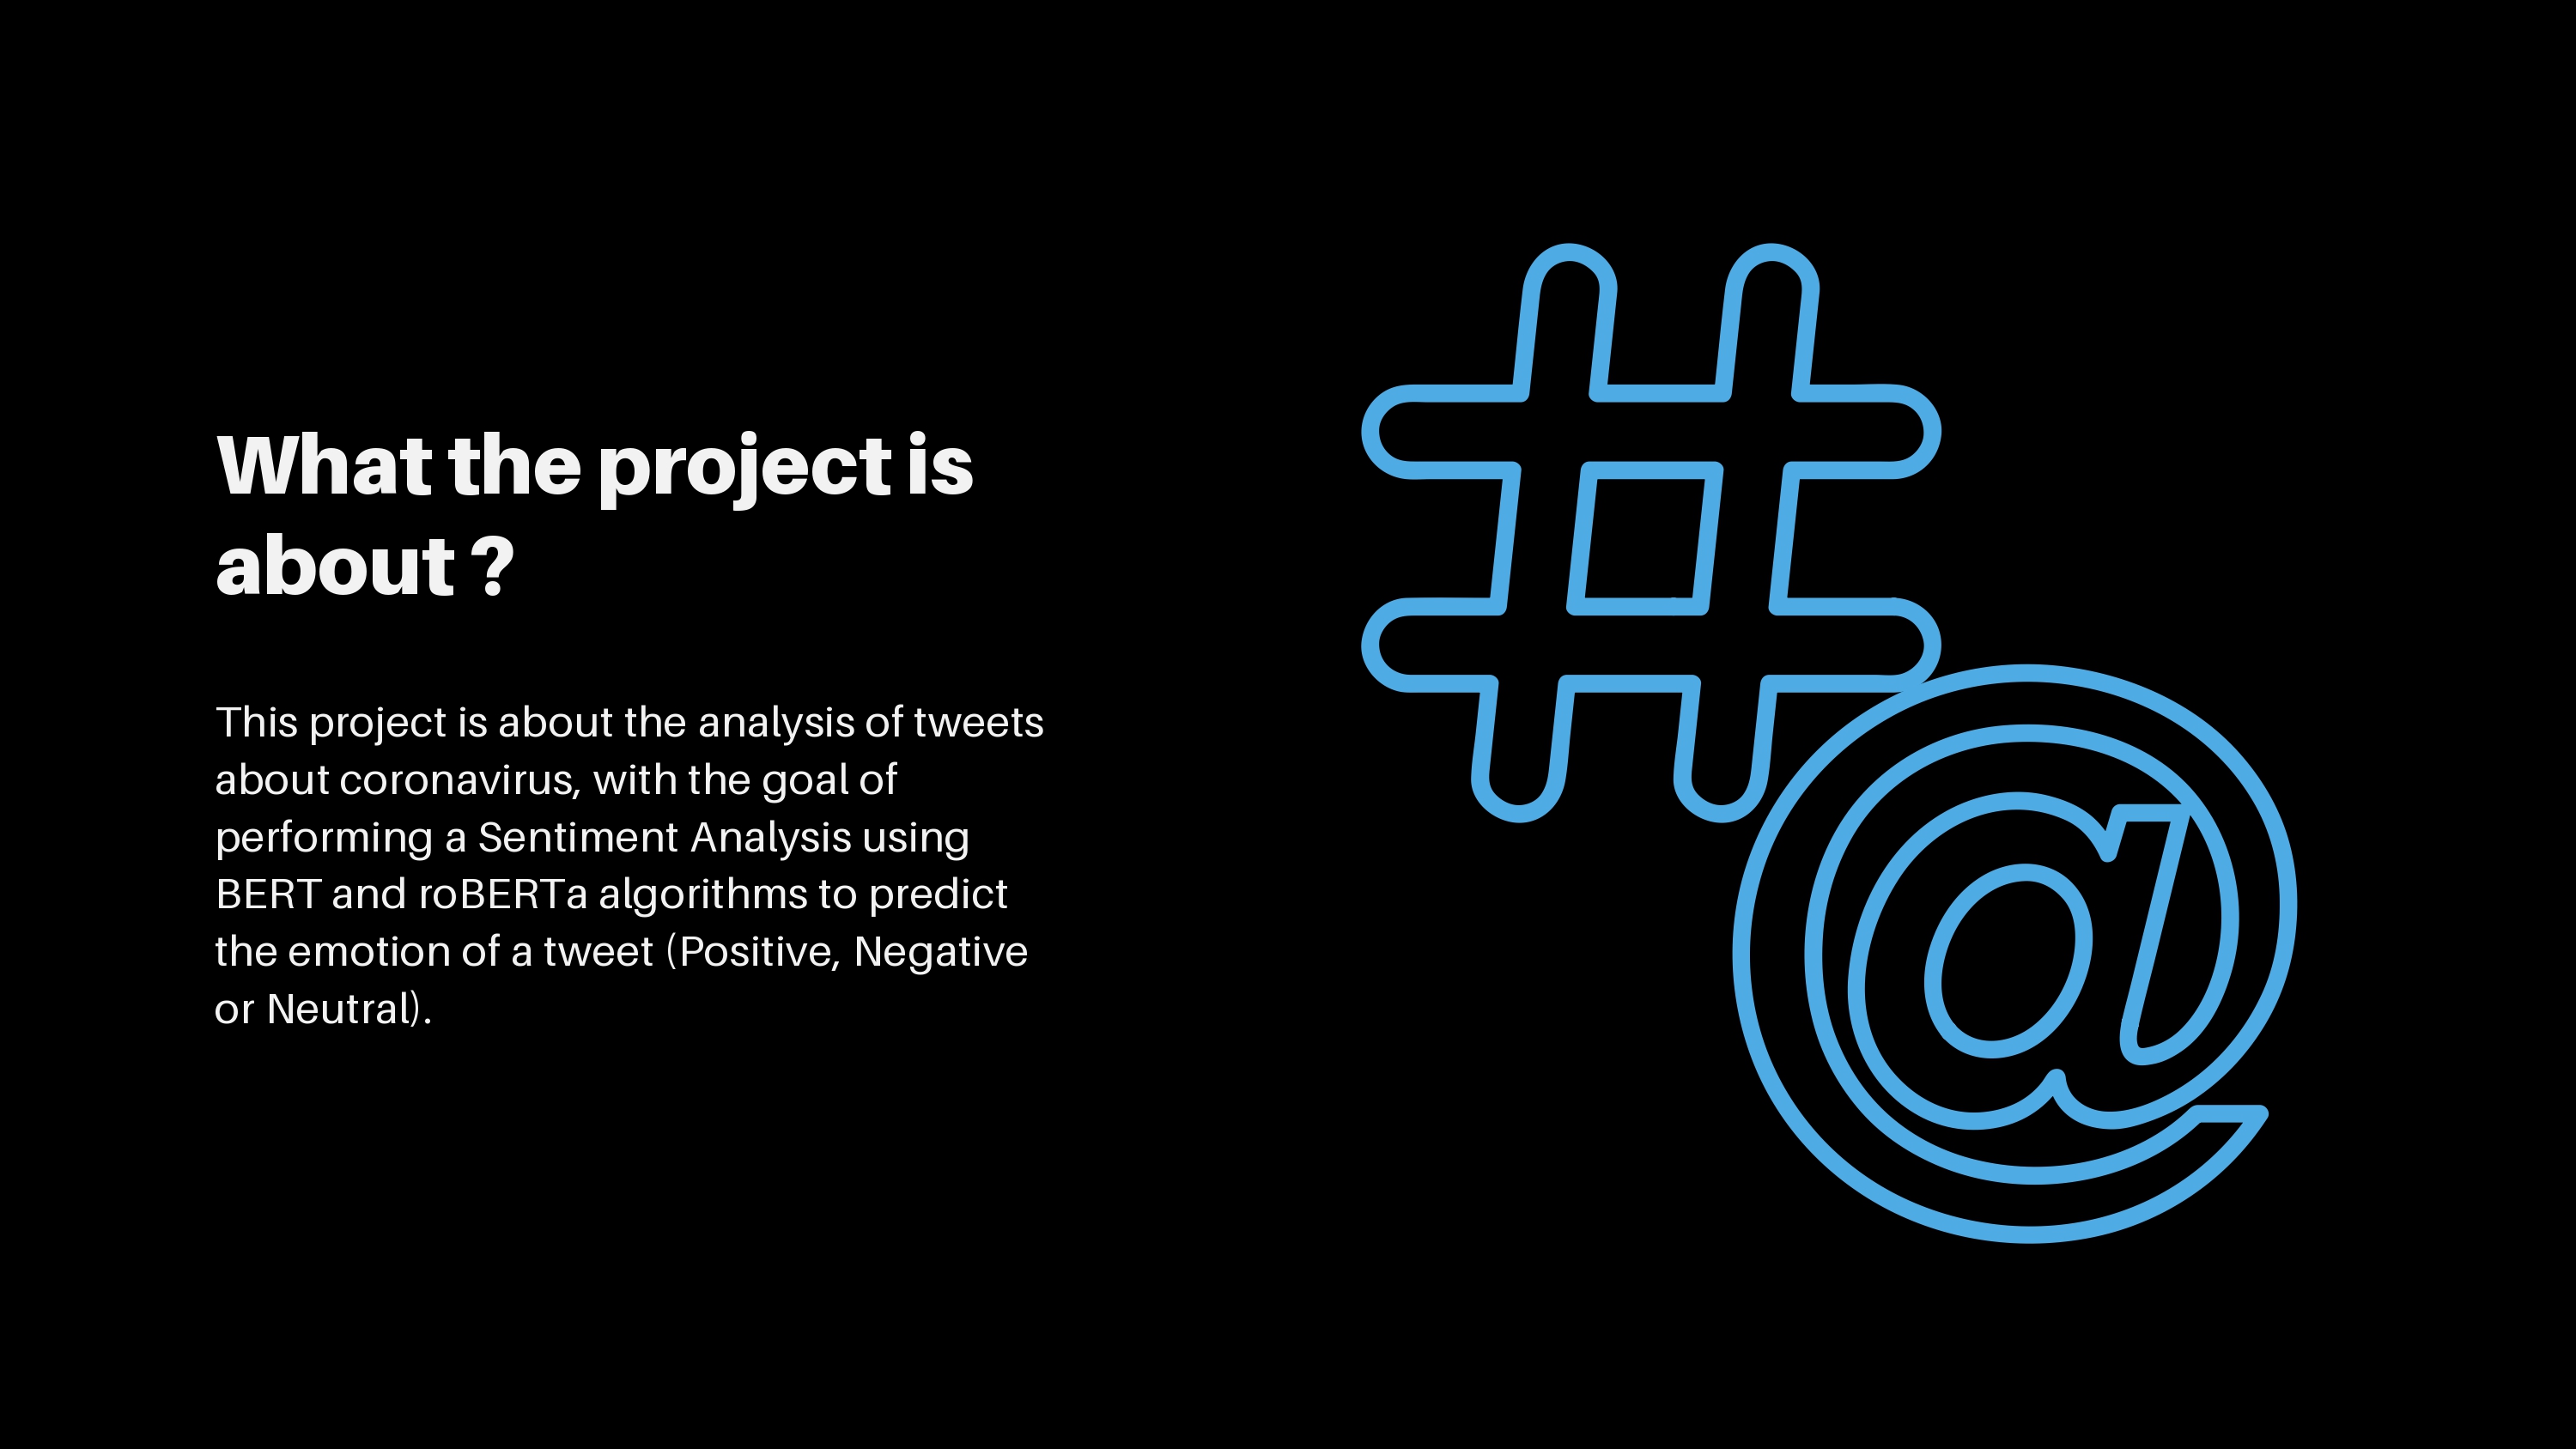 What the project is
about ?
This project is about the analysis of tweets
about coronavirus, with the goal of
performing a Sentiment Analysis using
BERT and roBERTa algorithms to predict
the emotion of a tweet (Positive, Negative
or Neutral).
#
@